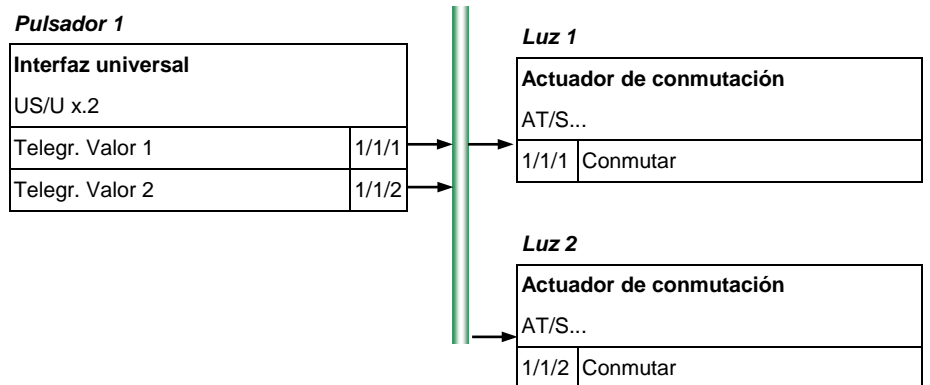 Pulsador 1
Interfaz universal
US/U x.2
Telegr. Valor 1 1/1/1
Telegr. Valor 2 1/1/2
Luz 1
Actuador de conmutación
AT/S...
1/1/1 Conmutar
Luz 2
Actuador de conmutación
AT/S...
1/1/2 Conmutar